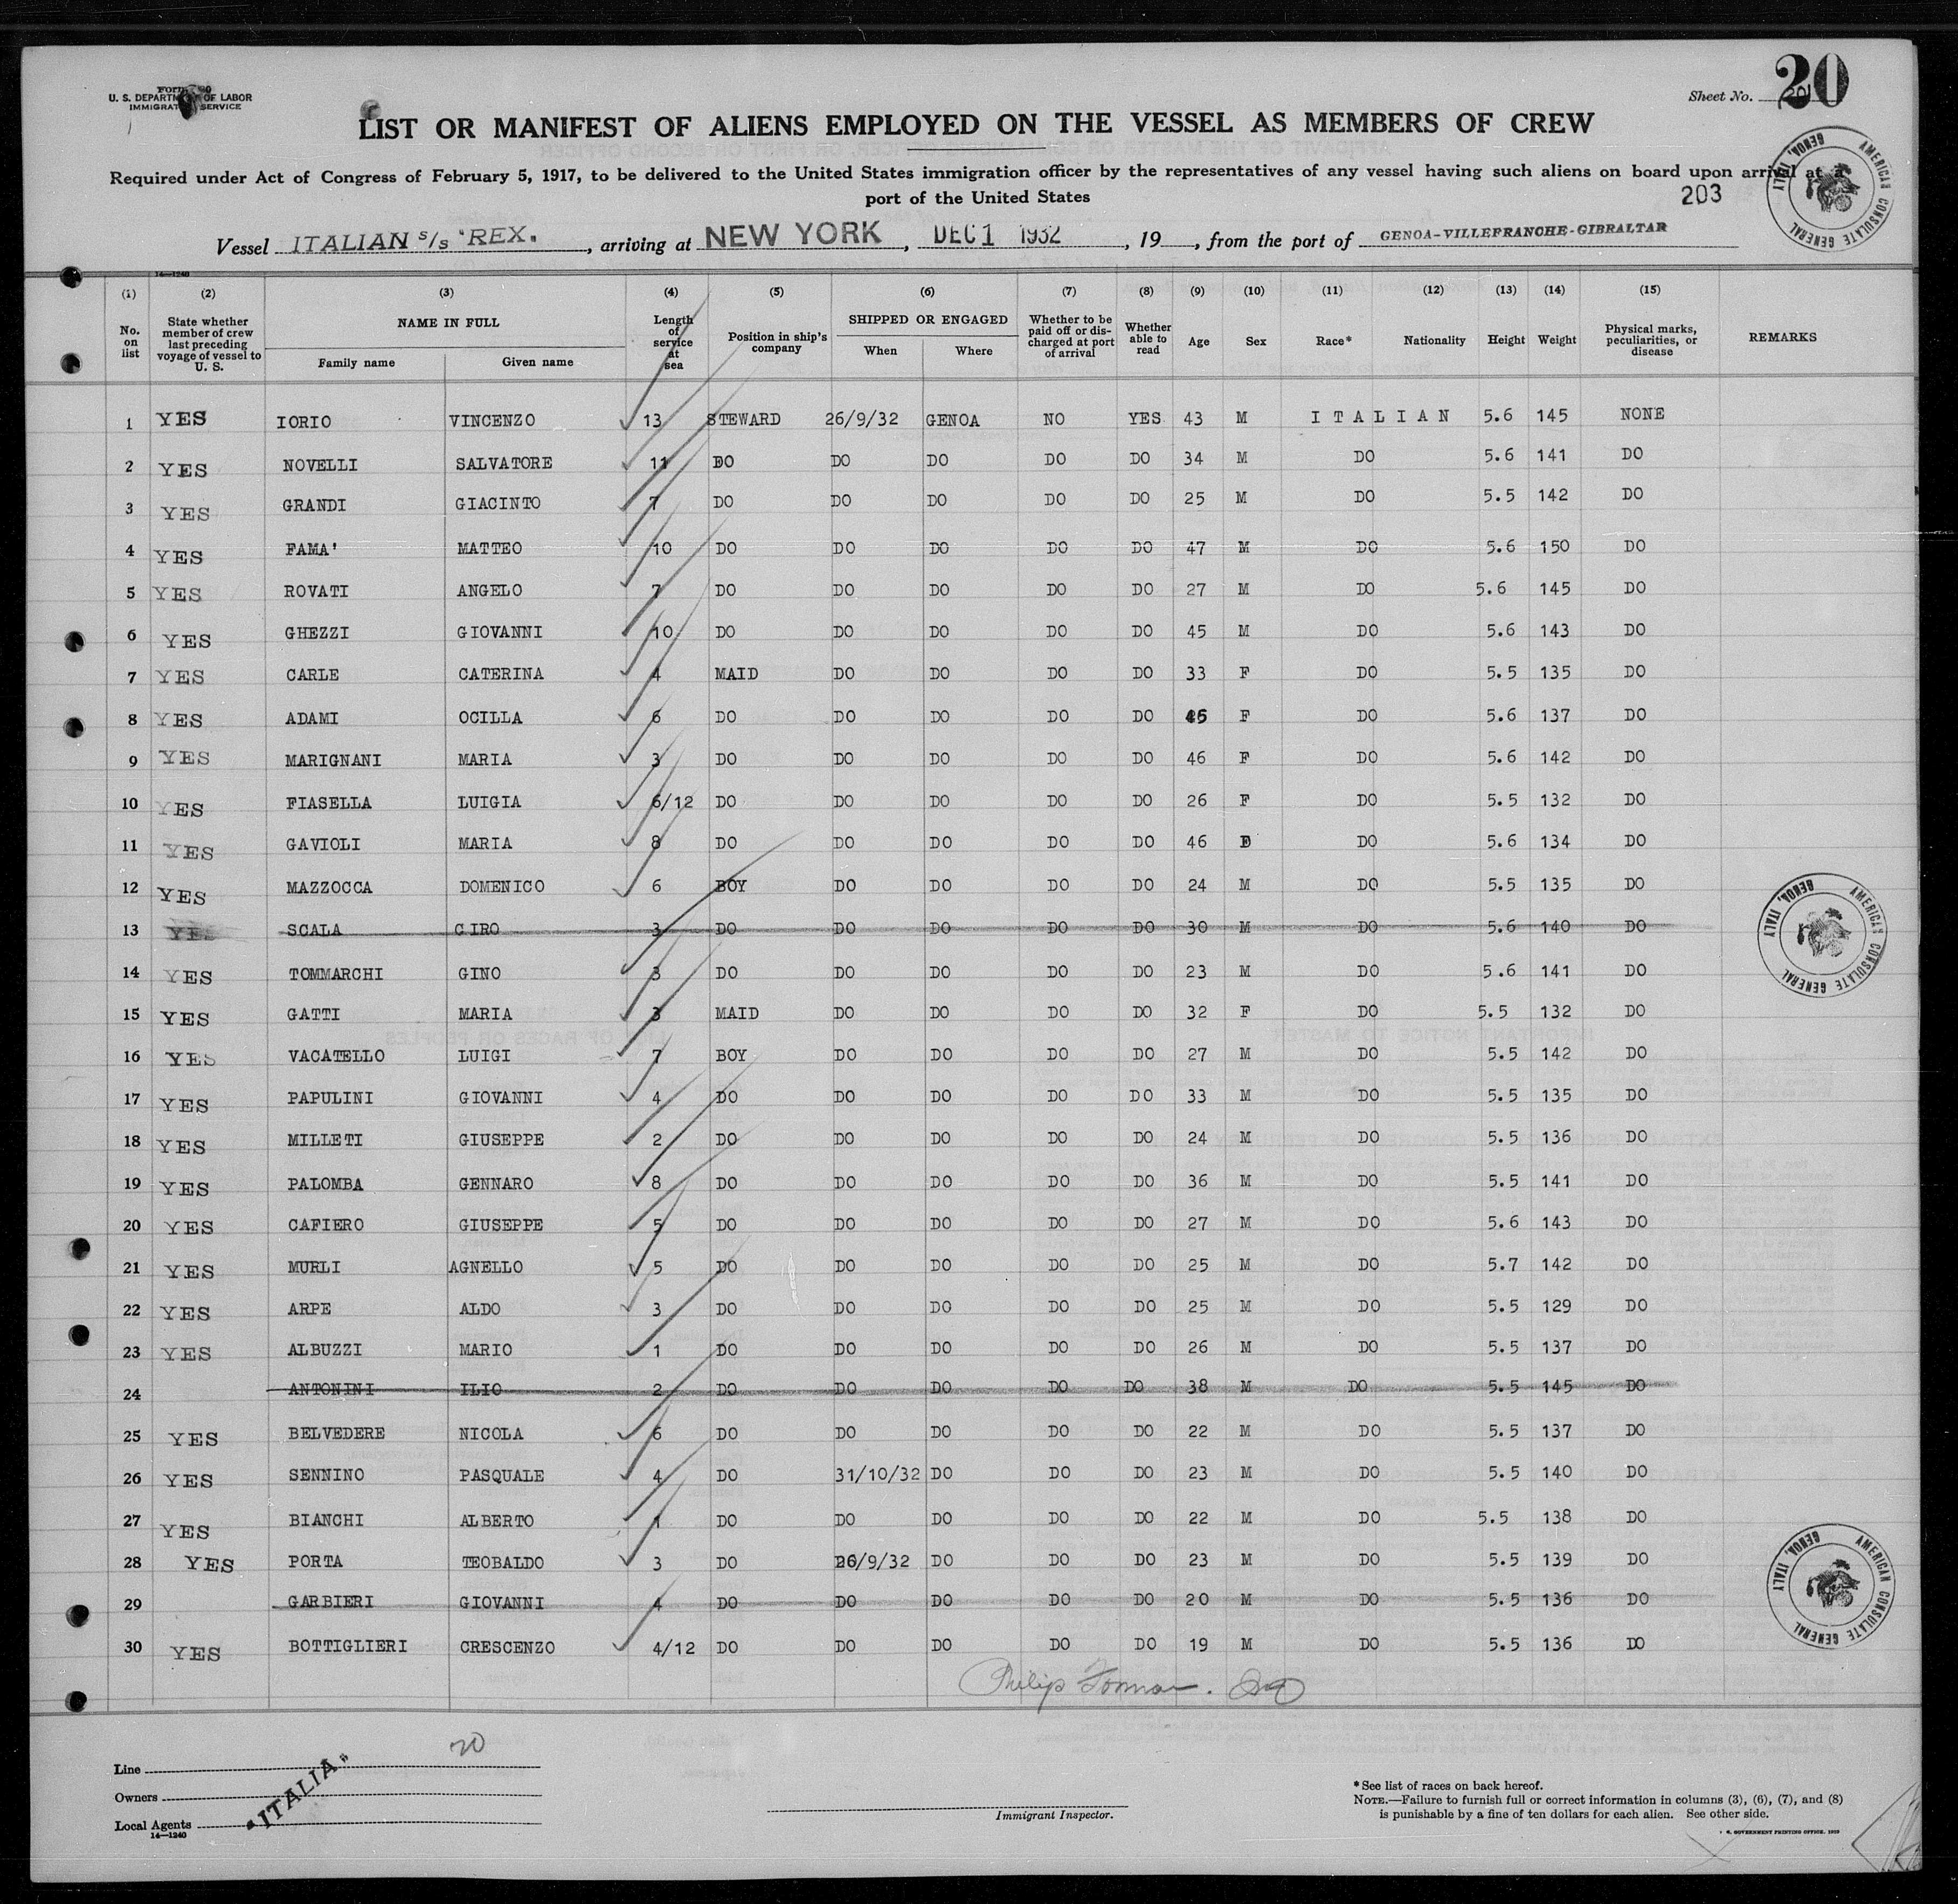 Form
U. S. DEPARTMENT OF LABOR
IMMIGRATION SERVICE
Sheet No. 20
LIST OR MANIFEST OF ALIENS EMPLOYED ON THE VESSEL AS MEMBERS OF CREW
Required under Act of Congress of February 5, 1917, to be delivered to the United States immigration officer by the representatives of any vessel having such aliens on board upon arrival at a
port of the United States
203
AMERICAN CONSULATE GENERAL GENOA, ITALY
Vessel ITALIAN s/s "REX. , arriving at NEW YORK , DEC 1 1932 , 19 , from the port of GENOA-VILLEFRANCHE-GIBRALTAR
14—1240
(1) (2) (3) (4) (5) (6) (7) (8) (9) (10) (11) (12) (13) (14) (15)
No. on list State whether member of crew last preceding voyage of vessel to U. S. NAME IN FULL Family name Given name Length of service at sea Position in ship's company SHIPPED OR ENGAGED When Where Whether to be paid off or discharged at port of arrival Whether able to read Age Sex Race* Nationality Height Weight Physical marks, peculiarities, or disease REMARKS
1 YES IORIO VINCENZO 13 STEWARD 26/9/32 GENOA NO YES 43 M ITALIAN 5.6 145 NONE
2 YES NOVELLI SALVATORE 11 DO DO DO DO DO 34 M DO 5.6 141 DO
3 YES GRANDI GIACINTO 7 DO DO DO DO DO 25 M DO 5.5 142 DO
4 YES FAMA' MATTEO 10 DO DO DO DO DO 47 M DO 5.6 150 DO
5 YES ROVATI ANGELO 7 DO DO DO DO DO 27 M DO 5.6 145 DO
6 YES GHEZZI GIOVANNI 10 DO DO DO DO DO 45 M DO 5.6 143 DO
7 YES CARLE CATERINA 4 MAID DO DO DO DO 33 F DO 5.5 135 DO
8 YES ADAMI OCILLA 6 DO DO DO DO DO 45 F DO 5.6 137 DO
9 YES MARIGNANI MARIA 3 DO DO DO DO DO 46 F DO 5.6 142 DO
10 YES FIASELLA LUIGIA 6/12 DO DO DO DO DO 26 F DO 5.5 132 DO
11 YES GAVIOLI MARIA 8 DO DO DO DO DO 46 F DO 5.6 134 DO
12 YES MAZZOCCA DOMENICO 6 BOY DO DO DO DO 24 M DO 5.5 135 DO
13 YES SCALA CIRO 3 DO DO DO DO DO 30 M DO 5.6 140 DO
14 YES TOMMARCHI GINO 3 DO DO DO DO DO 23 M DO 5.6 141 DO
15 YES GATTI MARIA 3 MAID DO DO DO DO 32 F DO 5.5 132 DO
16 YES VACATELLO LUIGI 7 BOY DO DO DO DO 27 M DO 5.5 142 DO
17 YES PAPULINI GIOVANNI 4 DO DO DO DO DO 33 M DO 5.5 135 DO
18 YES MILLETI GIUSEPPE 2 DO DO DO DO DO 24 M DO 5.5 136 DO
19 YES PALOMBA GENNARO 8 DO DO DO DO DO 36 M DO 5.5 141 DO
20 YES CAFIERO GIUSEPPE 5 DO DO DO DO DO 27 M DO 5.6 143 DO
21 YES MURLI AGNELLO 5 DO DO DO DO DO 25 M DO 5.7 142 DO
22 YES ARPE ALDO 3 DO DO DO DO DO 25 M DO 5.5 129 DO
23 YES ALBUZZI MARIO 1 DO DO DO DO DO 26 M DO 5.5 137 DO
24 ANTONINI ILIO 2 DO DO DO DO DO 38 M DO 5.5 145 DO
25 YES BELVEDERE NICOLA 6 DO DO DO DO DO 22 M DO 5.5 137 DO
26 YES SENNINO PASQUALE 4 DO 31/10/32 DO DO DO 23 M DO 5.5 140 DO
27 YES BIANCHI ALBERTO 1 DO DO DO DO DO 22 M DO 5.5 138 DO
28 YES PORTA TEOBALDO 3 DO 26/9/32 DO DO DO 23 M DO 5.5 139 DO
29 GARBIERI GIOVANNI 4 DO DO DO DO DO 20 M DO 5.5 136 DO
30 YES BOTTIGLIERI CRESCENZO 4/12 DO DO DO DO DO 19 M DO 5.5 136 DO
AMERICAN CONSULATE GENERAL GENOA, ITALY
AMERICAN CONSULATE GENERAL GENOA, ITALY
Philip
20
Line
Owners
Local Agents
"ITALIA"
14—1240
Immigrant Inspector.
*See list of races on back hereof.
NOTE.—Failure to furnish full or correct information in columns (3), (6), (7), and (8)
is punishable by a fine of ten dollars for each alien. See other side.
GOVERNMENT PRINTING OFFICE